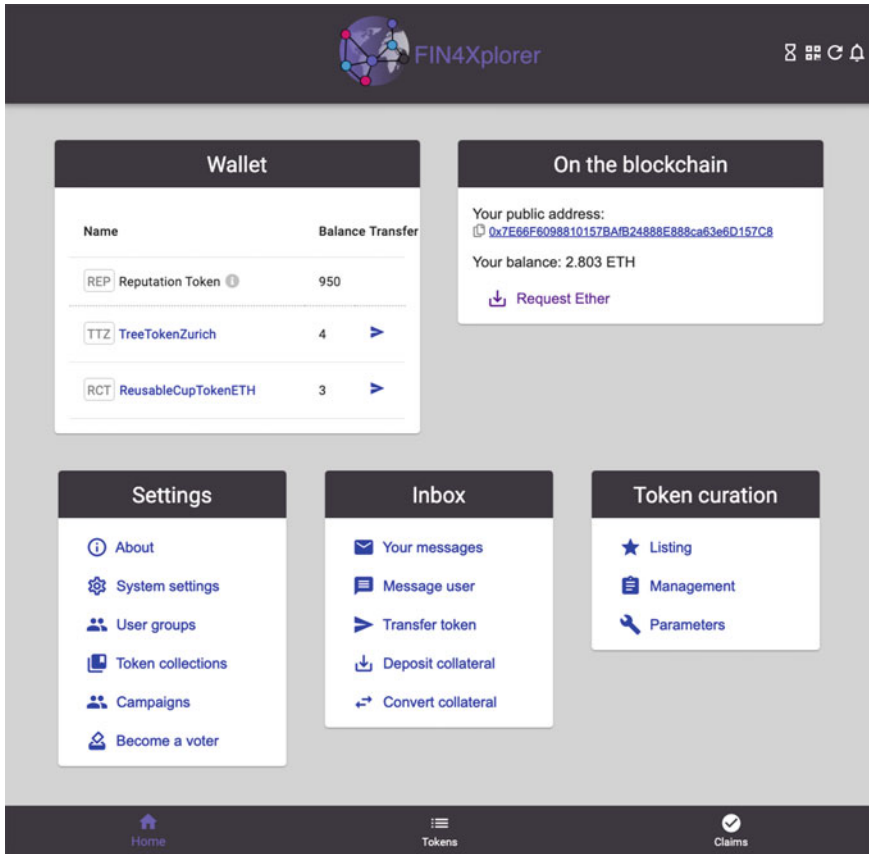 FIN4Xplorer
Wallet
Name Balance Transfer
REP Reputation Token 950
TTZ TreeTokenZurich 4
RCT ReusableCupTokenETH 3
On the blockchain
Your public address:
0x7E66F6098810157BAfB24888E888ca63e6D157C8
Your balance: 2.803 ETH
Request Ether
Settings
About
System settings
User groups
Token collections
Campaigns
Become a voter
Inbox
Your messages
Message user
Transfer token
Deposit collateral
Convert collateral
Token curation
Listing
Management
Parameters
Home
Tokens
Claims